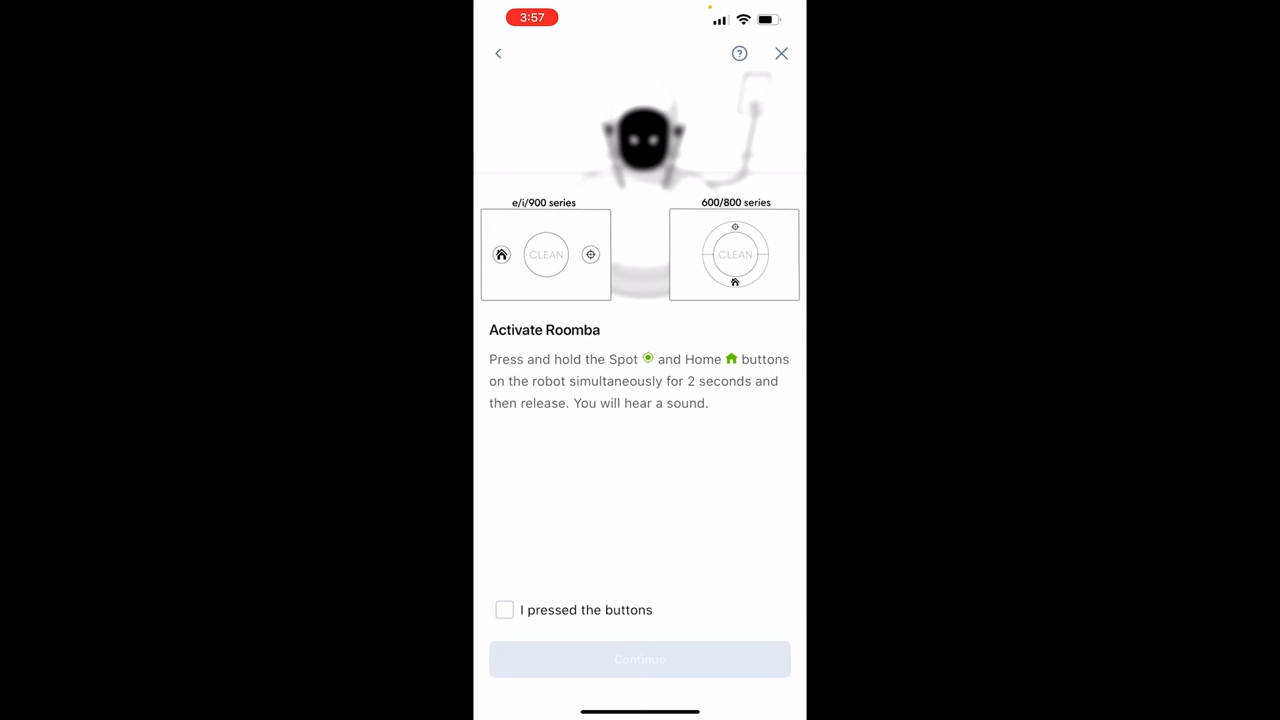 3:57
e/i/900 series
600/800 series
CLEAN
CLEAN
Activate Roomba
Press and hold the Spot and Home buttons
on the robot simultaneously for 2 seconds and
then release. You will hear a sound.
I pressed the buttons
Continue